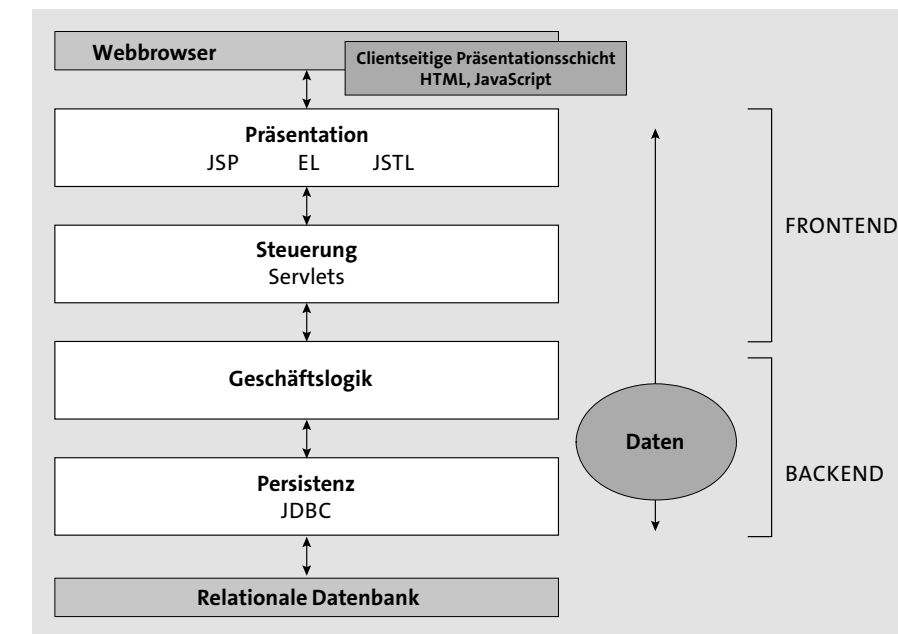 Webbrowser
Clientseitige Präsentationsschicht
HTML, JavaScript
Präsentation
JSP EL JSTL
Steuerung
Servlets
FRONTEND
Geschäftslogik
Daten
Persistenz
JDBC
BACKEND
Relationale Datenbank